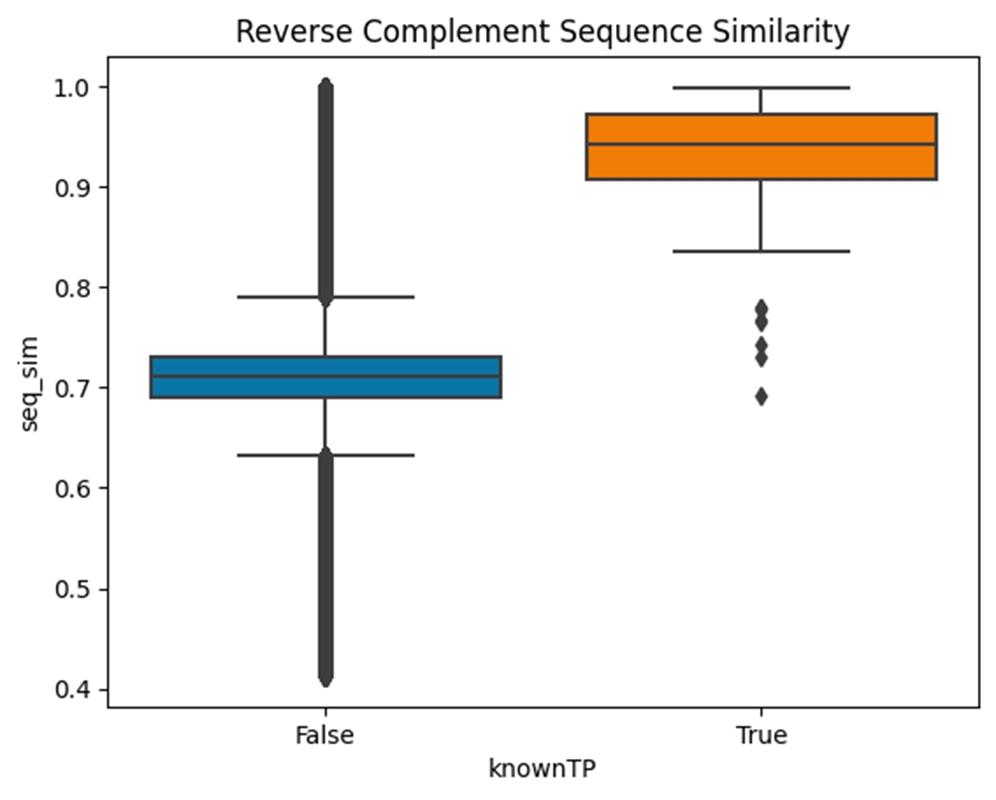 Reverse Complement Sequence Similarity
1.0
0.9
0.8
0.7
0.6
0.5
0.4
seq_sim
False
True
knownTP